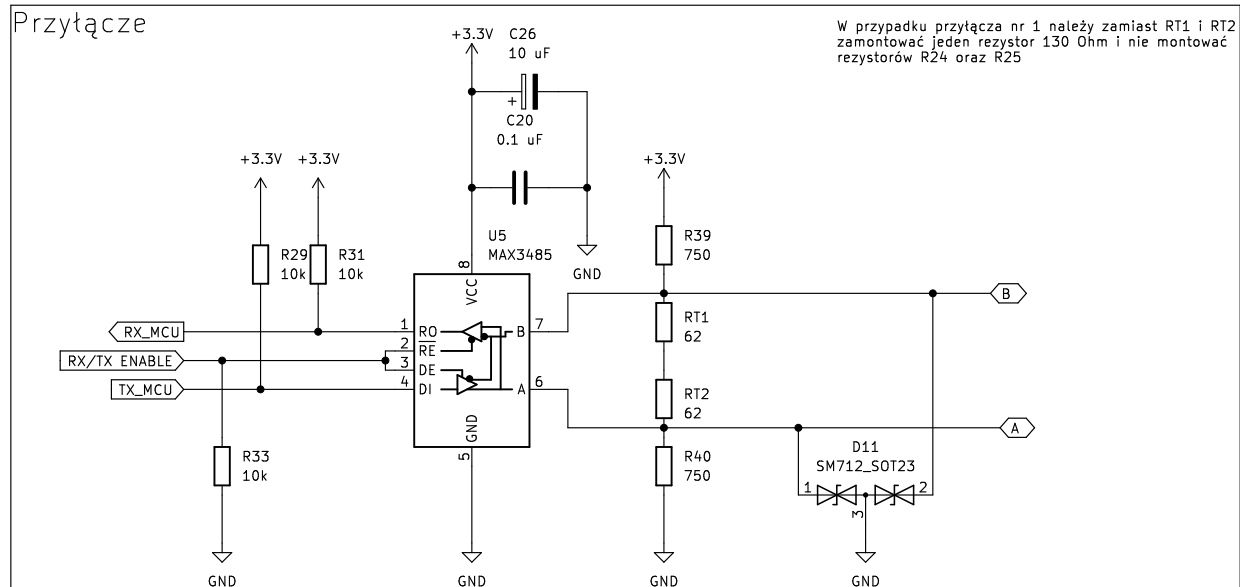 Przyłącze
W przypadku przyłącza nr 1 należy zamiast RT1 i RT2
zamontować jeden rezystor 130 Ohm i nie montować
rezystorów R24 oraz R25
+3.3V
C26
10 uF
+
C20
0.1 uF
GND
+3.3V
+3.3V
R29
10k
R31
10k
U5
MAX3485
8
VCC
+3.3V
R39
750
RX_MCU
RX/TX ENABLE
TX_MCU
1
2
3
4
RO
RE
DE
DI
B
7
A
6
GND
5
RT1
62
RT2
62
R40
750
B
A
R33
10k
D11
SM712_SOT23
1
2
3
GND
GND
GND
GND